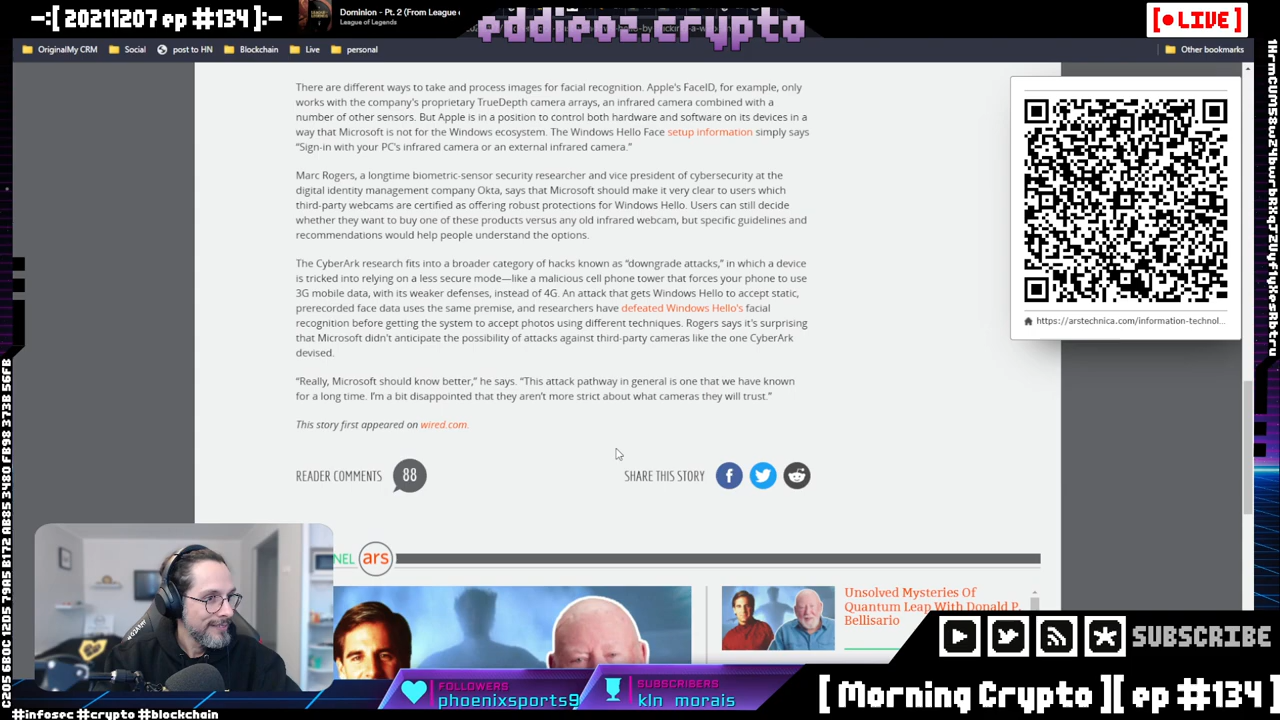 -:[ 20211207 ep #134 ]:-
Dominion - Pt. 2 (From League
League of Legends
eddieoz.crypto
[ LIVE ]
OriginalMy CRM
Social
post to HN
Blockchain
Live
personal
Other bookmarks
There are different ways to take and process images for facial recognition. Apple's FaceID, for example, only
works with the company's proprietary TrueDepth camera arrays, an infrared camera combined with a
number of other sensors. But Apple is in a position to control both hardware and software on its devices in a
way that Microsoft is not for the Windows ecosystem. The Windows Hello Face setup information simply says
“Sign-in with your PC's infrared camera or an external infrared camera.”
Marc Rogers, a longtime biometric-sensor security researcher and vice president of cybersecurity at the
digital identity management company Okta, says that Microsoft should make it very clear to users which
third-party webcams are certified as offering robust protections for Windows Hello. Users can still decide
whether they want to buy one of these products versus any old infrared webcam, but specific guidelines and
recommendations would help people understand the options.
The CyberArk research fits into a broader category of hacks known as “downgrade attacks,” in which a device
is tricked into relying on a less secure mode—like a malicious cell phone tower that forces your phone to use
3G mobile data, with its weaker defenses, instead of 4G. An attack that gets Windows Hello to accept static,
prerecorded face data uses the same premise, and researchers have defeated Windows Hello's facial
recognition before getting the system to accept photos using different techniques. Rogers says it's surprising
that Microsoft didn't anticipate the possibility of attacks against third-party cameras like the one CyberArk
devised.
“Really, Microsoft should know better,” he says. “This attack pathway in general is one that we have known
for a long time. I'm a bit disappointed that they aren't more strict about what cameras they will trust.”
This story first appeared on wired.com.
READER COMMENTS
88
SHARE THIS STORY
https://arstechnica.com/information-technol...
NEL
ars
Unsolved Mysteries Of
Quantum Leap With Donald P.
Bellisario
FOLLOWERS
phoenixsports9
SUBSCRIBERS
kln_morais
SUBSCRIBE
[ Morning Crypto ][ ep #134 ]
#infosec #crypto #blockchain